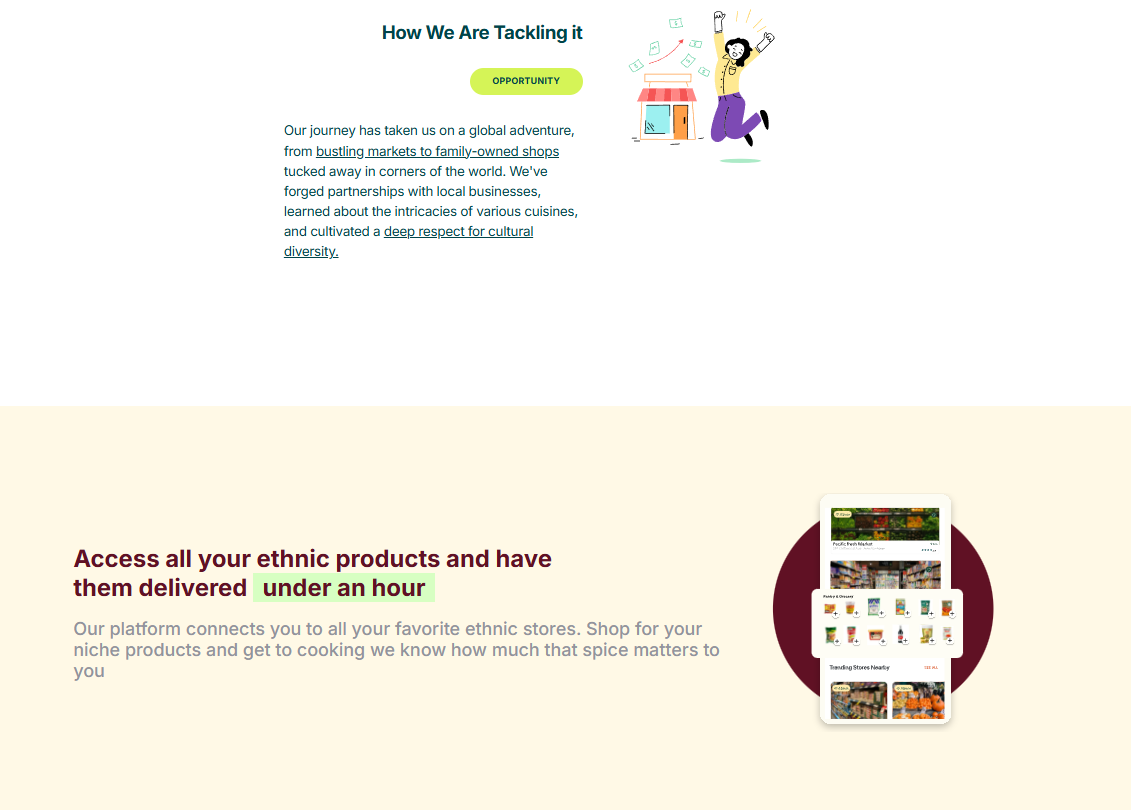 How We Are Tackling it
OPPORTUNITY
Our journey has taken us on a global adventure,
from bustling markets to family-owned shops
tucked away in corners of the world. We've
forged partnerships with local businesses,
learned about the intricacies of various cuisines,
and cultivated a deep respect for cultural
diversity.
Access all your ethnic products and have
them delivered under an hour
Our platform connects you to all your favorite ethnic stores. Shop for your
niche products and get to cooking we know how much that spice matters to
you
Pacific fresh Market
Trending Stores Nearby
SEE ALL